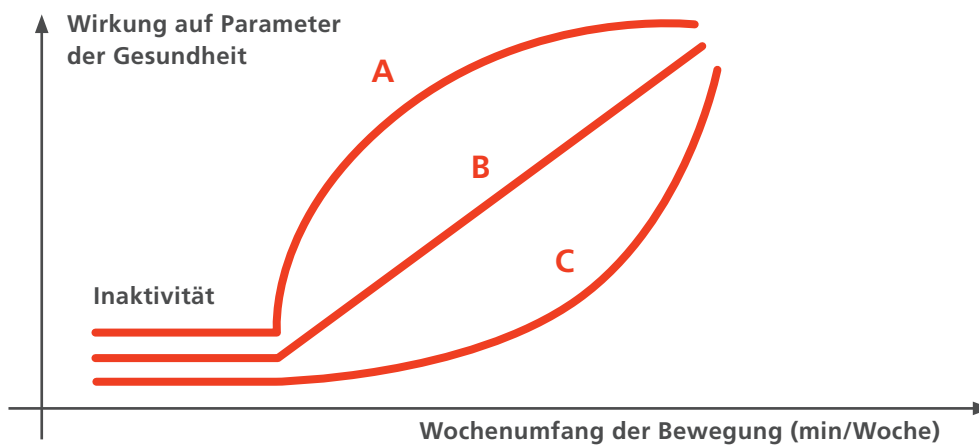 Wirkung auf Parameter
der Gesundheit
A
B
C
Inaktivität
Wochenumfang der Bewegung (min/Woche)